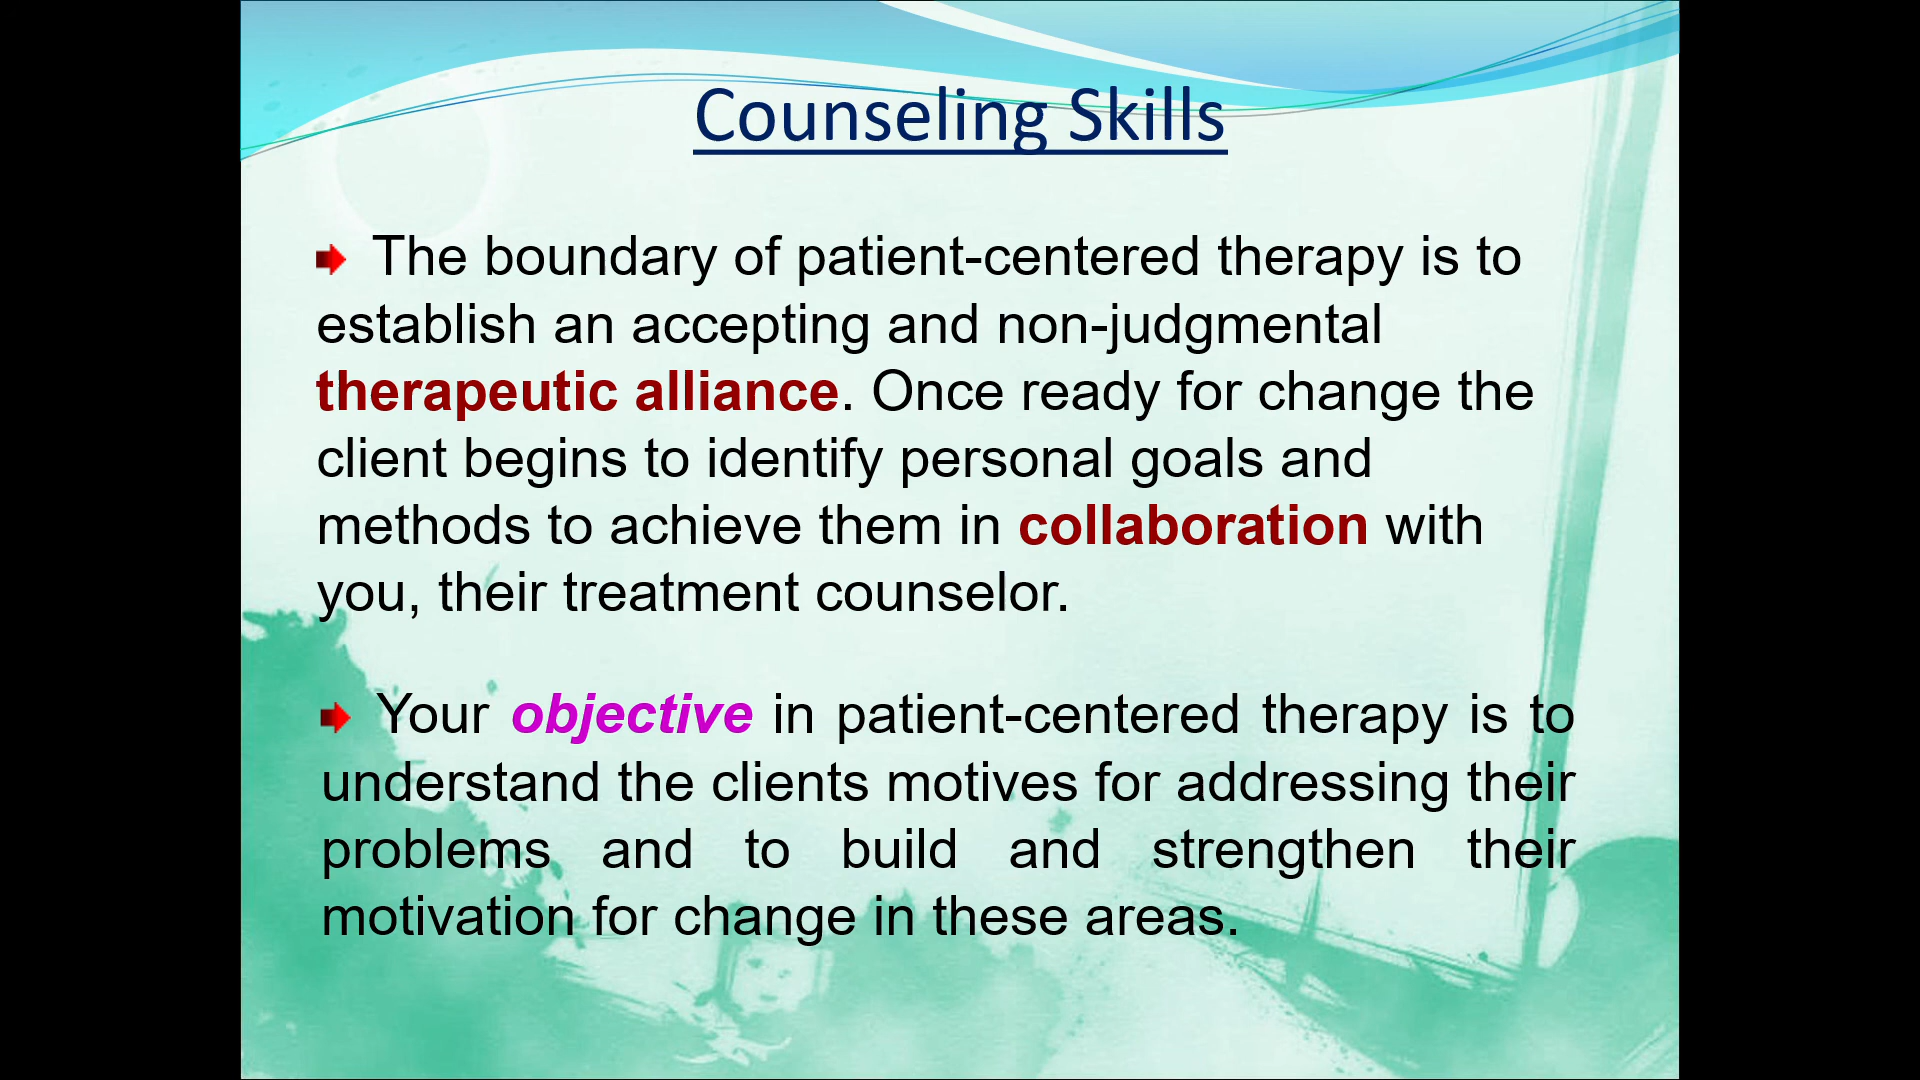 Counseling Skills
The boundary of patient-centered therapy is to
establish an accepting and non-judgmental
therapeutic alliance. Once ready for change the
client begins to identify personal goals and
methods to achieve them in collaboration with
you, their treatment counselor.
Your objective in patient-centered therapy is to
understand the clients motives for addressing their
problems and to build and strengthen their
motivation for change in these areas.